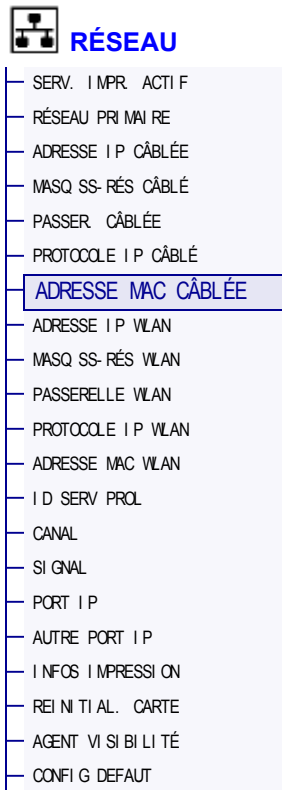 RÉSEAU
SERV. IMPR. ACTIF
RÉSEAU PRIMAIRE
ADRESSE IP CÂBLÉE
MASQ SS-RÉS CÂBLÉ
PASSER. CÂBLÉE
PROTOCOLE IP CÂBLÉ
ADRESSE MAC CÂBLÉE
ADRESSE IP WLAN
MASQ SS-RÉS WLAN
PASSERELLE WLAN
PROTOCOLE IP WLAN
ADRESSE MAC WLAN
ID SERV PROL
CANAL
SIGNAL
PORT IP
AUTRE PORT IP
INFOS IMPRESSION
REINITIAL. CARTE
AGENT VISIBILITÉ
CONFIG DEFAUT